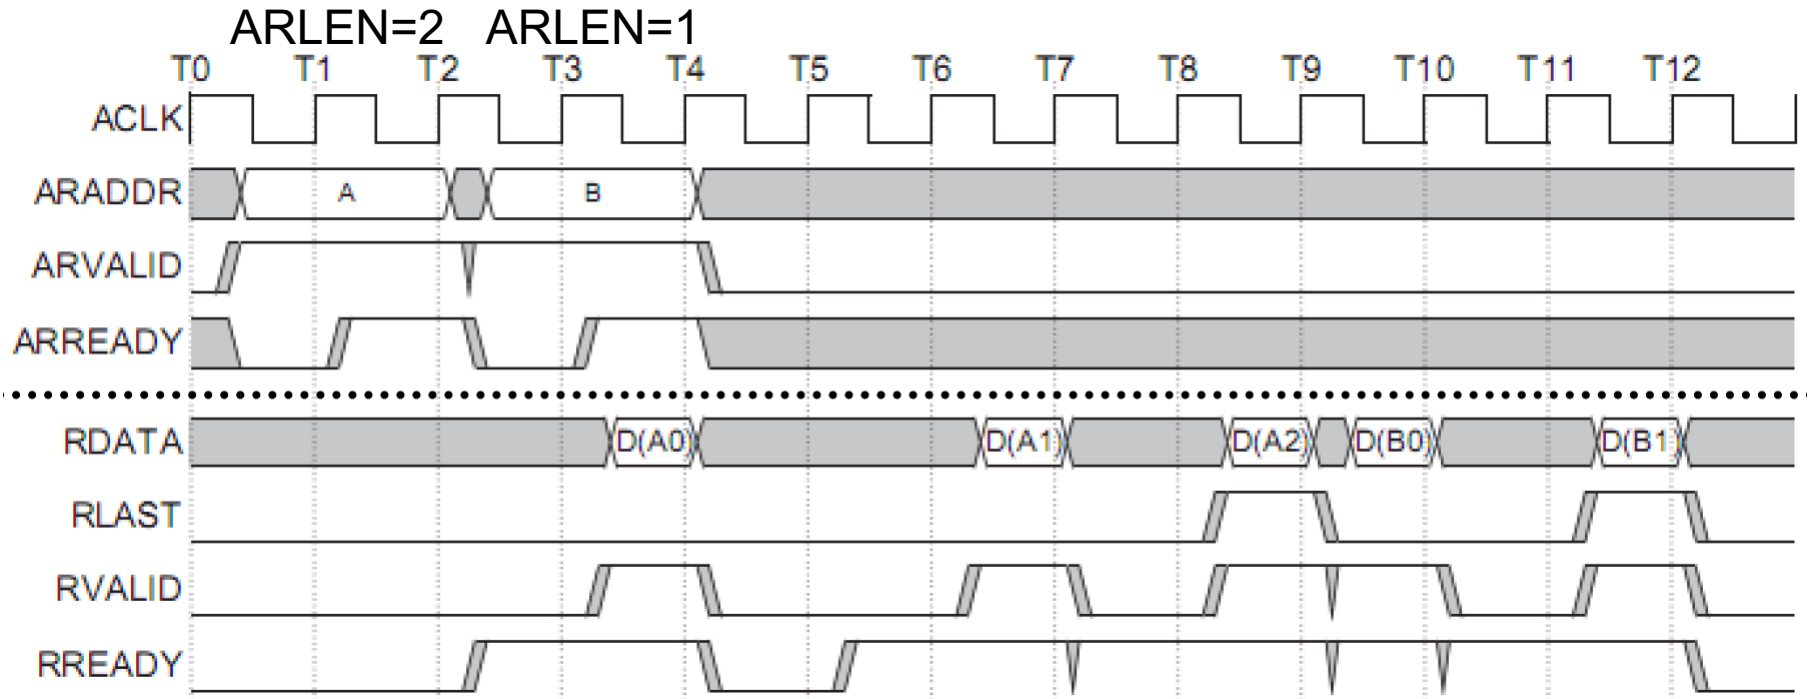 ARLEN=2 ARLEN=1
T0 T1 T2 T3 T4 T5 T6 T7 T8 T9 T10 T11 T12
ACLK
ARADDR A B
ARVALID
ARREADY
RDATA D(A0) D(A1) D(A2) D(B0) D(B1)
RLAST
RVALID
RREADY